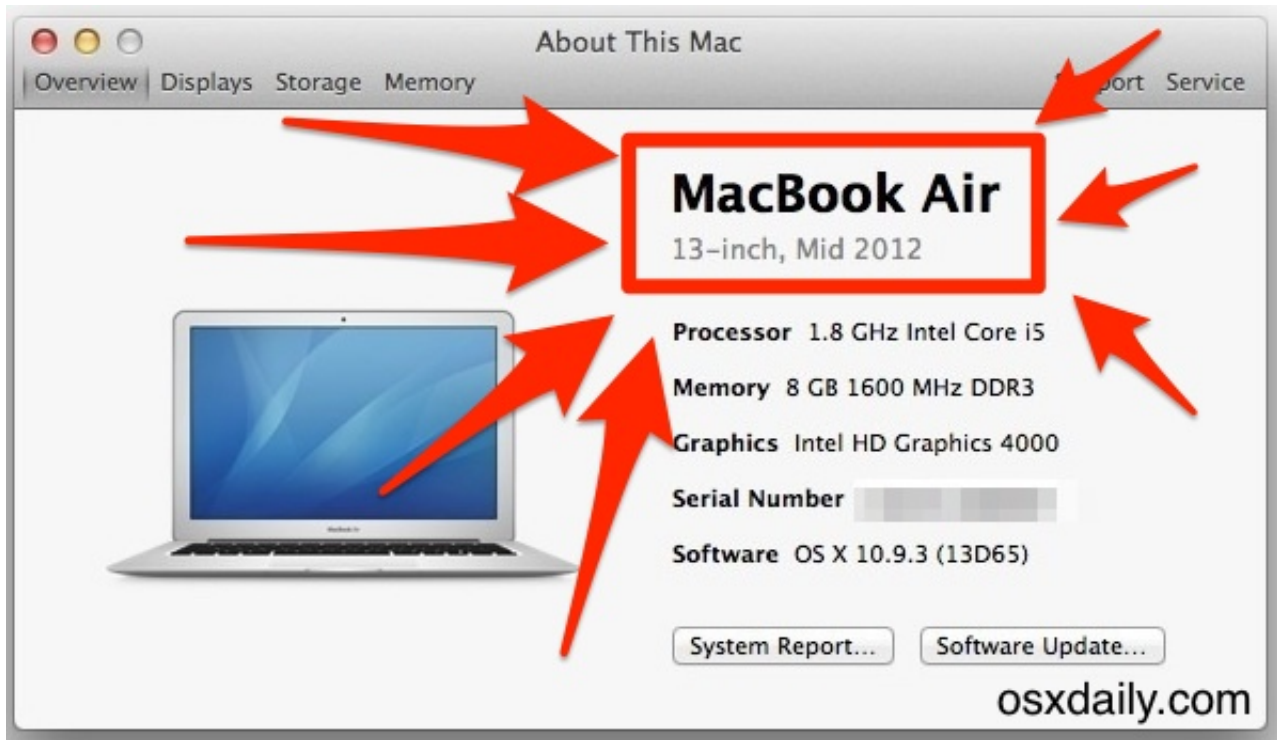 About This Mac
Overview Displays Storage Memory Service
MacBook Air
13-inch, Mid 2012
Processor 1.8 GHz Intel Core i5
Memory 8 GB 1600 MHz DDR3
Graphics Intel HD Graphics 4000
Serial Number
Software OS X 10.9.3 (13D65)
System Report... Software Update...
osxdaily.com